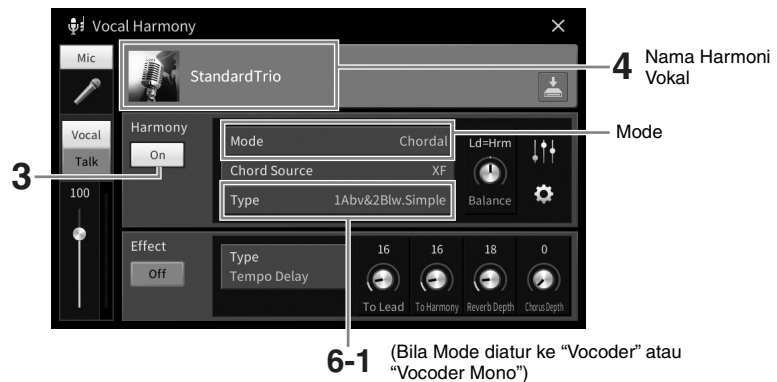 Vocal Harmony
Mic
StandardTrio
4 Nama Harmoni
Vokal
Vocal
Talk
Harmony
On
Mode Chordal
Mode
Chord Source XF
Type 1Abv&2Blw.Simple
Ld=Hrm
Balance
3
100
Effect
Off
Type
Tempo Delay
16 16 18 0
To Lead To Harmony Reverb Depth Chorus Depth
6-1 (Bila Mode diatur ke “Vocoder” atau
“Vocoder Mono”)